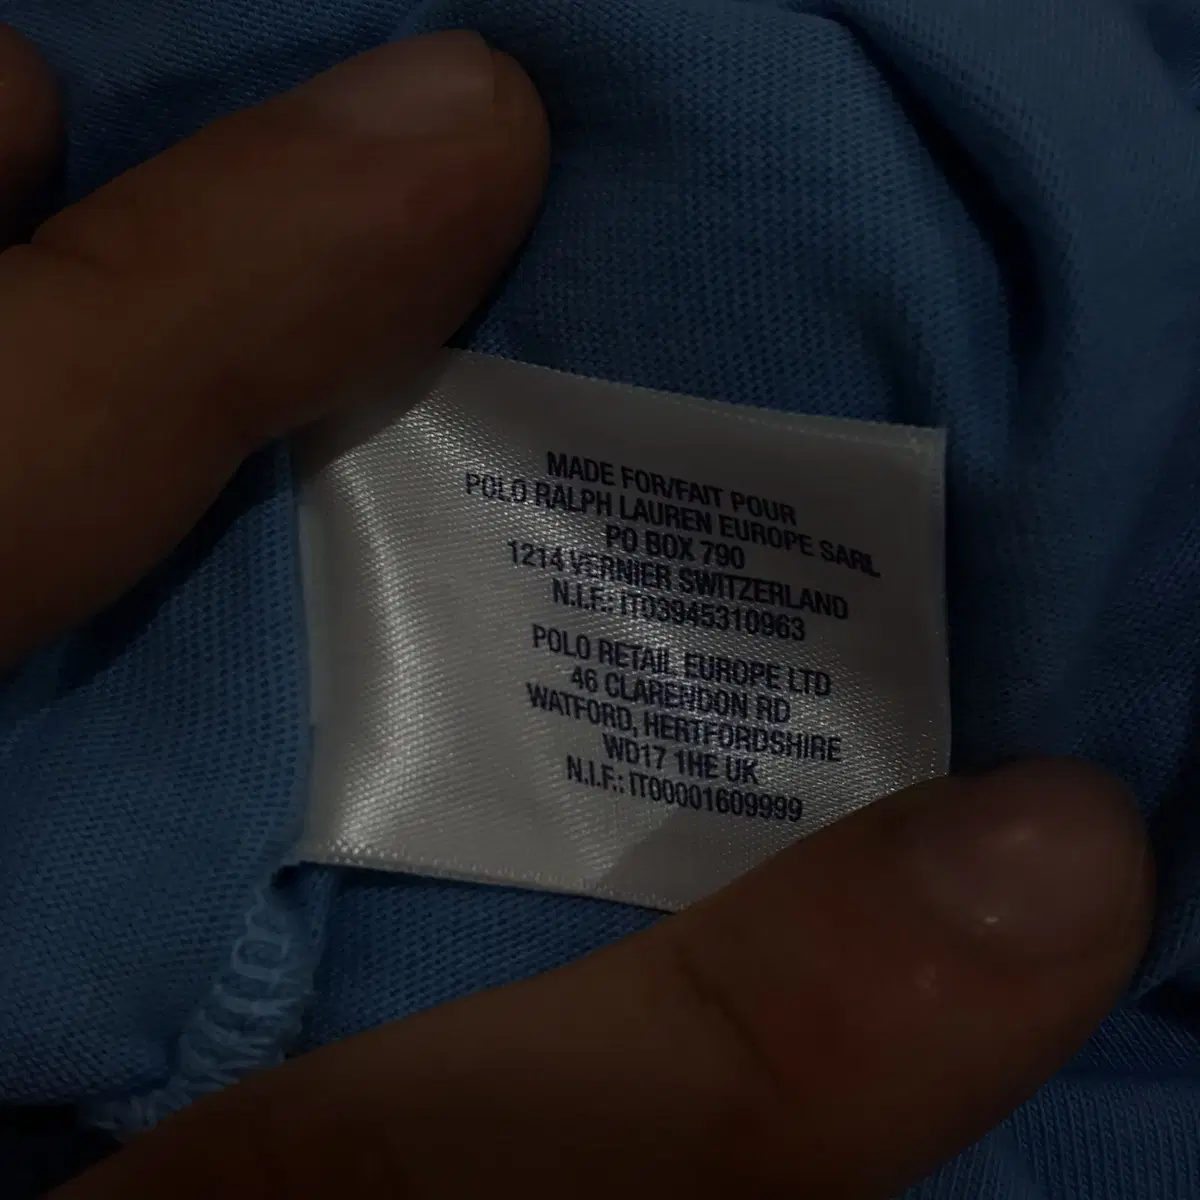 MADE FOR/FAIT POUR
POLO RALPH LAUREN EUROPE SARL
PO BOX 790
1214 VERNIER SWITZERLAND
N.I.F.: IT03945310963
POLO RETAIL EUROPE LTD
46 CLARENDON RD
WATFORD, HERTFORDSHIRE
WD17 1HE UK
N.I.F.: IT00001609999